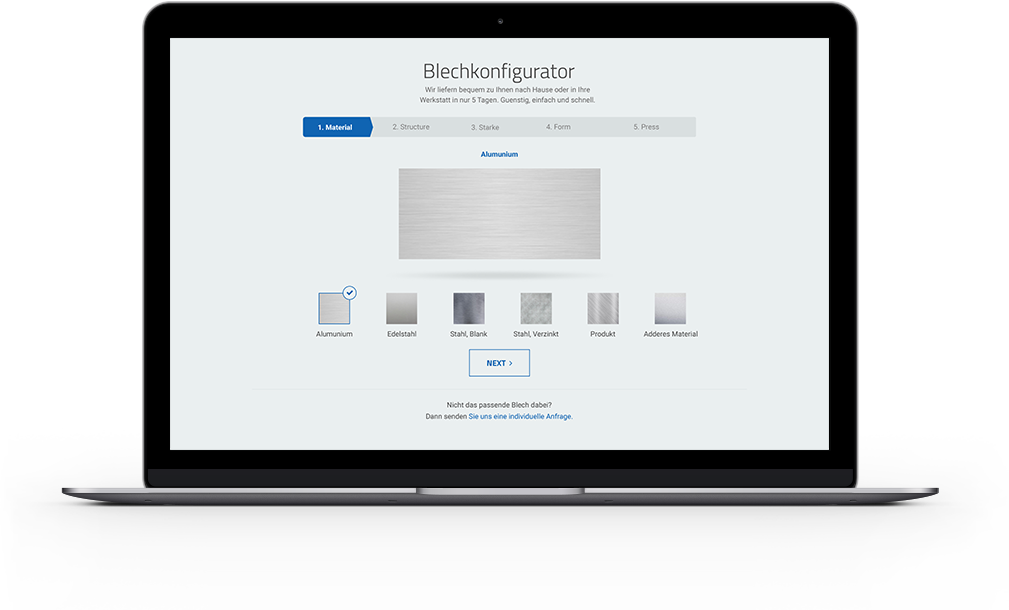 Blechkonfigurator
Wir liefern bequem zu Ihnen nach Hause oder in Ihre
Werkstatt in nur 5 Tagen. Guenstig, einfach und schnell.
1. Material
2. Structure
3. Starke
4. Form
5. Press
Alumunium
Alumunium
Edelstahl
Stahl, Blank
Stahl, Verzinkt
Produkt
Adderes Material
NEXT >
Nicht das passende Blech dabei?
Dann senden Sie uns eine individuelle Anfrage.